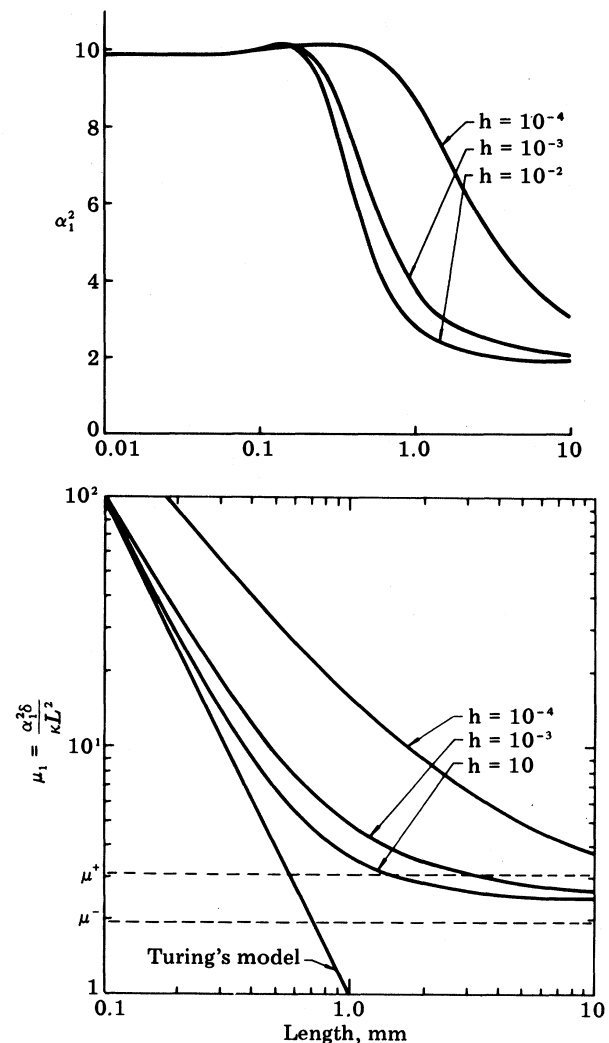 10
8
6
4
2
0
α₁²
h = 10⁻⁴
h = 10⁻³
h = 10⁻²
0.01
0.1
1.0
10
10²
10¹
μ⁺
μ⁻
1
μ₁ = α₁²δ / κL²
h = 10⁻⁴
h = 10⁻³
h = 10
Turing's model
0.1
1.0
10
Length, mm